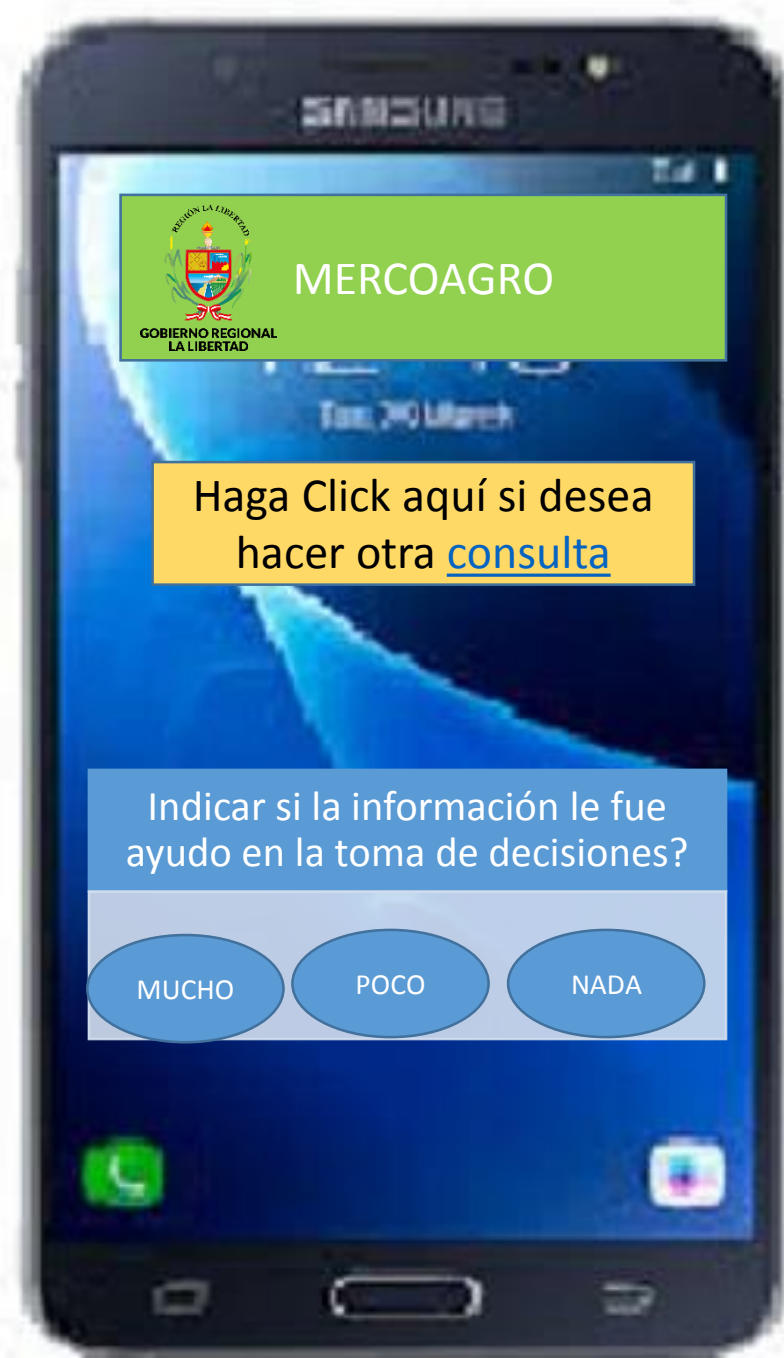 SAMSUNG
REGIÓN LA LIBERTAD
MERCOAGRO
GOBIERNO REGIONAL
LA LIBERTAD
Haga Click aquí si desea
hacer otra consulta
Indicar si la información le fue
ayudo en la toma de decisiones?
MUCHO
POCO
NADA